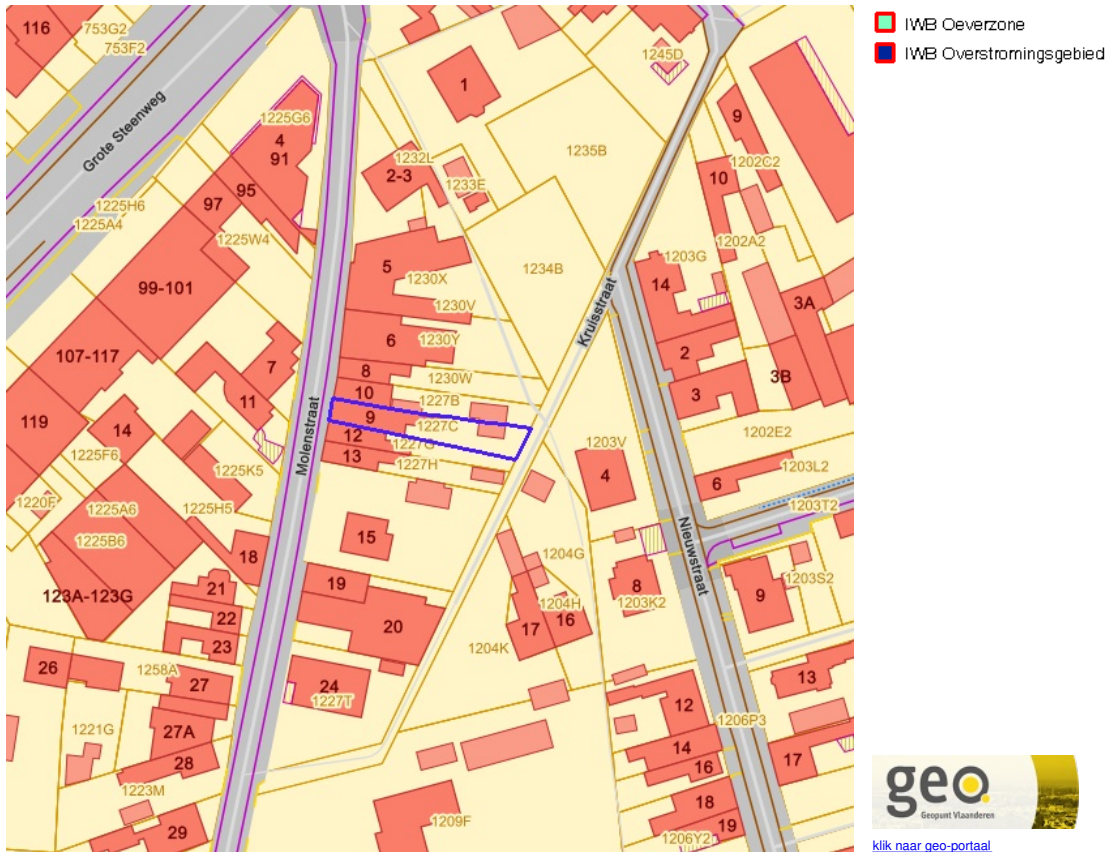 116
753G2
753F2
Grote Steenweg
1225G6
4
91
95
97
1225H6
1225A4
1225W4
99-101
107-117
119
7
11
14
1225F6
1225K5
1220F
1225A6
1225H5
1225B6
123A-123G
18
21
22
23
26
1258A
27
1221G
27A
28
1223M
29
Molenstraat
1
1245D
1232L
2-3
1233E
1235B
5
1230X
1234B
1230V
6
1230Y
8
1230W
10
1227B
9
1227C
12
1227G
13
1227H
15
19
20
24
1227T
Kruisstraat
9
1202C2
10
1202A2
1203G
14
3A
2
3B
3
1202E2
1203V
4
1203L2
6
1203T2
Nieuwstraat
1204G
8
1203K2
1204H
16
17
1204K
1203S2
9
13
12
1206P3
14
16
17
18
19
1206Y2
1209F
IWB Oeverzone
IWB Overstromingsgebied
geo
Geopunt Vlaanderen
klik naar geo-portaal